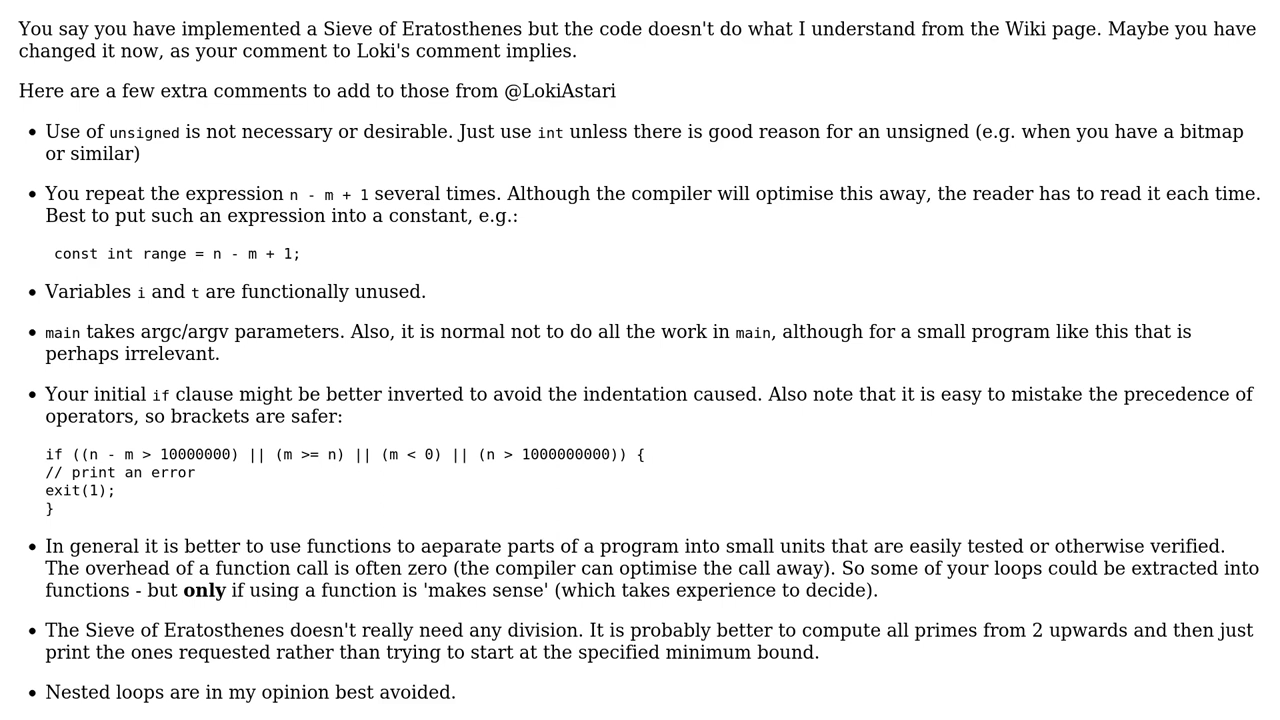 You say you have implemented a Sieve of Eratosthenes but the code doesn't do what I understand from the Wiki page. Maybe you have
changed it now, as your comment to Loki's comment implies.
Here are a few extra comments to add to those from @LokiAstari
• Use of unsigned is not necessary or desirable. Just use int unless there is good reason for an unsigned (e.g. when you have a bitmap
or similar)
• You repeat the expression n - m + 1 several times. Although the compiler will optimise this away, the reader has to read it each time.
Best to put such an expression into a constant, e.g.:
const int range = n - m + 1;
• Variables i and t are functionally unused.
• main takes argc/argv parameters. Also, it is normal not to do all the work in main, although for a small program like this that is
perhaps irrelevant.
• Your initial if clause might be better inverted to avoid the indentation caused. Also note that it is easy to mistake the precedence of
operators, so brackets are safer:
if ((n - m > 10000000) || (m >= n) || (m < 0) || (n > 1000000000)) {
// print an error
exit(1);
}
• In general it is better to use functions to aeparate parts of a program into small units that are easily tested or otherwise verified.
The overhead of a function call is often zero (the compiler can optimise the call away). So some of your loops could be extracted into
functions - but only if using a function is 'makes sense' (which takes experience to decide).
• The Sieve of Eratosthenes doesn't really need any division. It is probably better to compute all primes from 2 upwards and then just
print the ones requested rather than trying to start at the specified minimum bound.
• Nested loops are in my opinion best avoided.